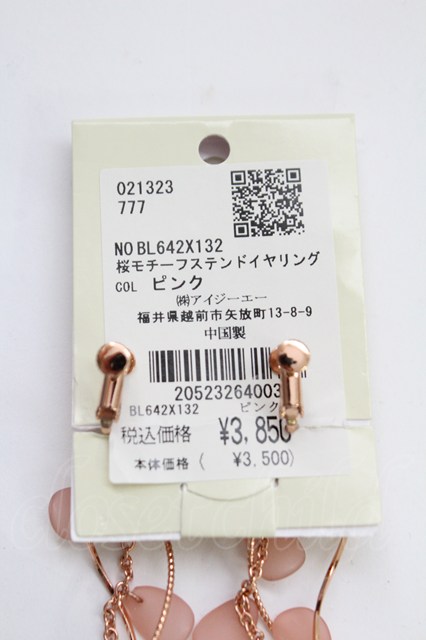 021323
777
NO BL642X132
桜モチーフステンドイヤリング
COL ピンク
㈱アイジーエー
福井県越前市矢放町13-8-9
中国製
20523264003
BL642X132 ピンク
税込価格 ¥3,850
本体価格 ( ¥3,500)